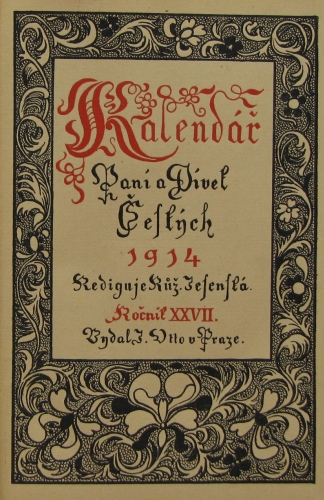 Kalendář
Paní a Dívek
Českých
1914
Rediguje Růž. Jesenská.
Ročník XXVII.
Vydal J. Otto v Praze.